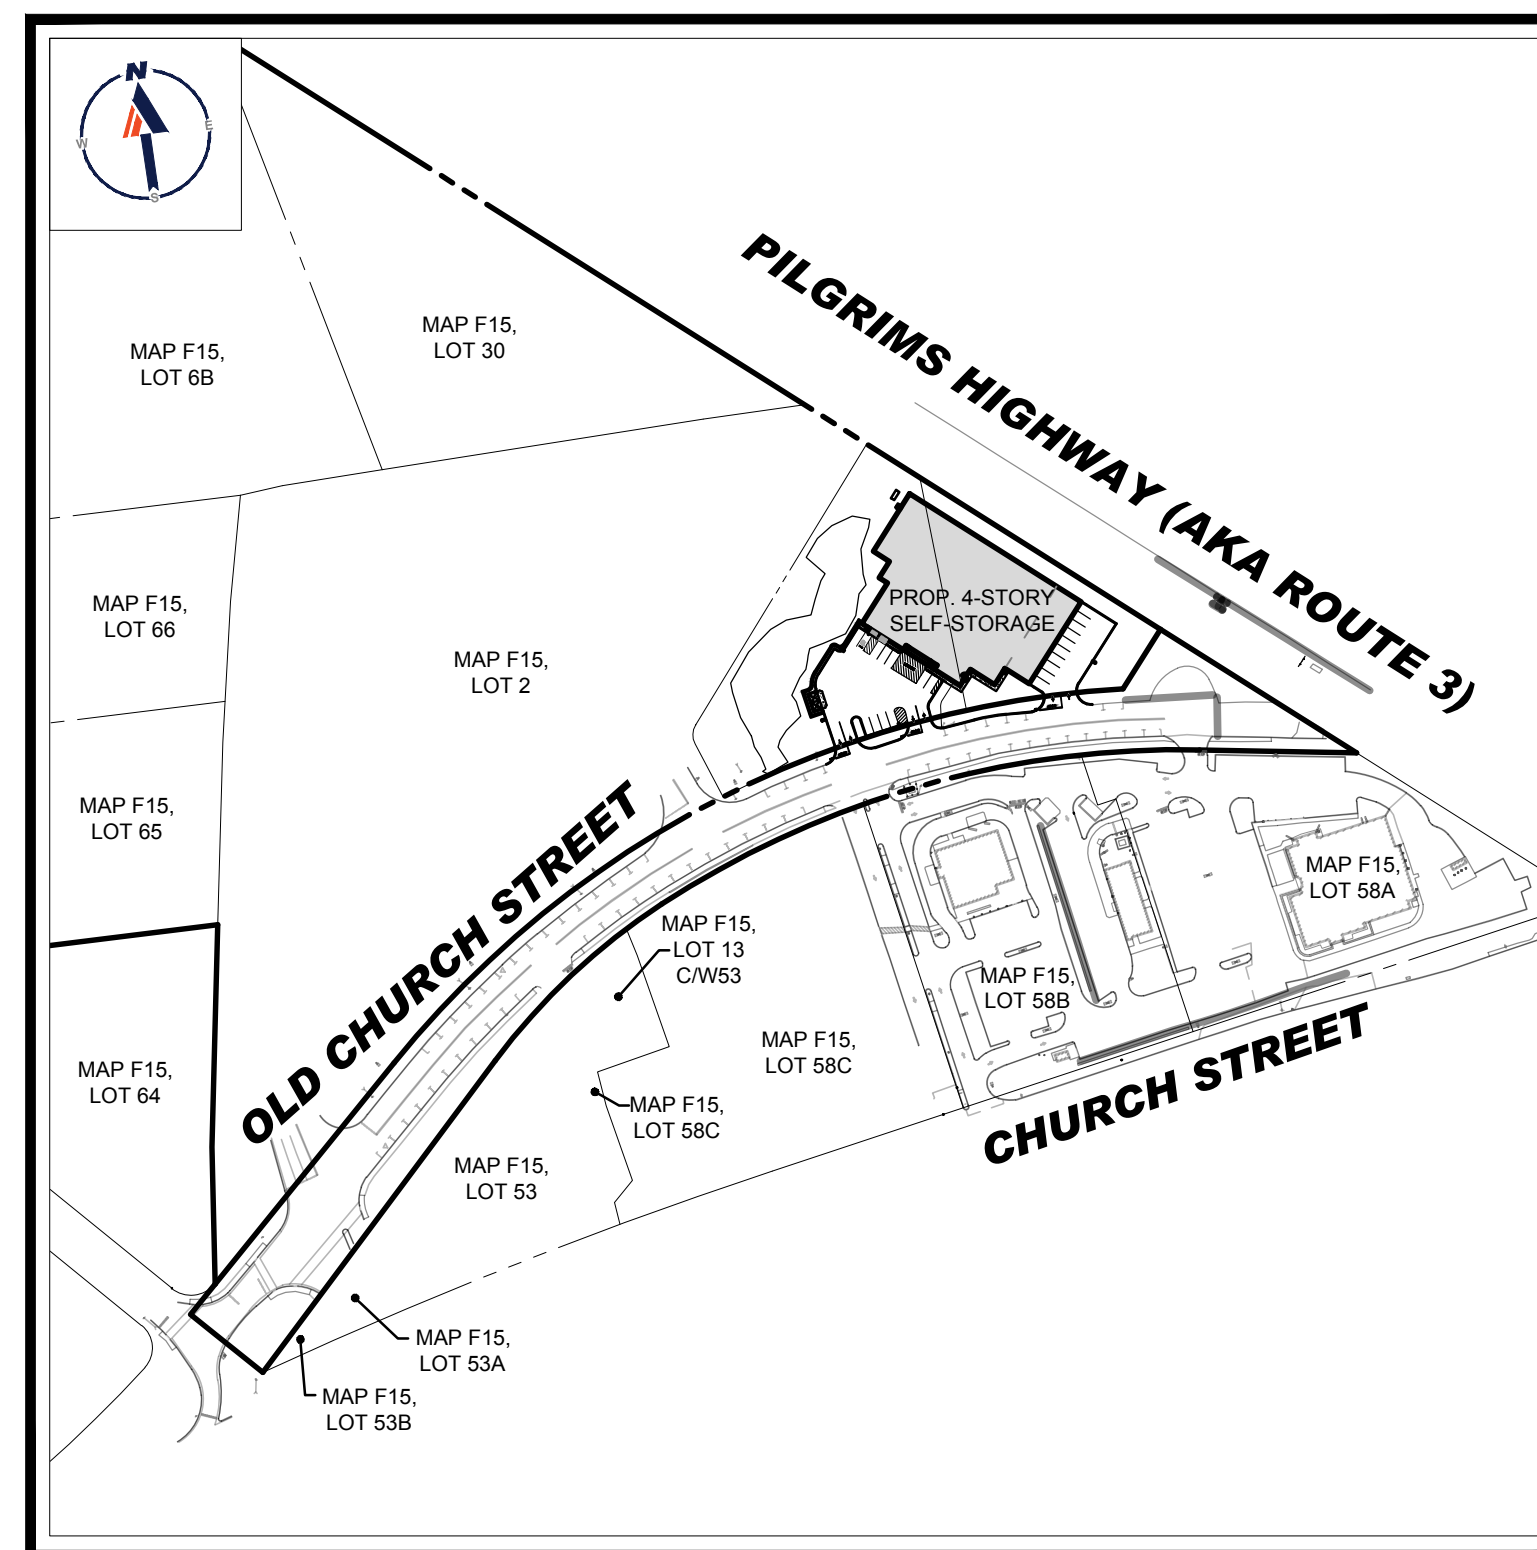 N
W
E
S
MAP F15,
LOT 6B
MAP F15,
LOT 30
PILGRIMS HIGHWAY (AKA ROUTE 3)
MAP F15,
LOT 66
MAP F15,
LOT 2
PROP. 4-STORY
SELF-STORAGE
MAP F15,
LOT 65
OLD CHURCH STREET
MAP F15,
LOT 58A
MAP F15,
LOT 13
C/W53
MAP F15,
LOT 58B
MAP F15,
LOT 58C
MAP F15,
LOT 64
MAP F15,
LOT 58C
CHURCH STREET
MAP F15,
LOT 53
MAP F15,
LOT 53A
MAP F15,
LOT 53B